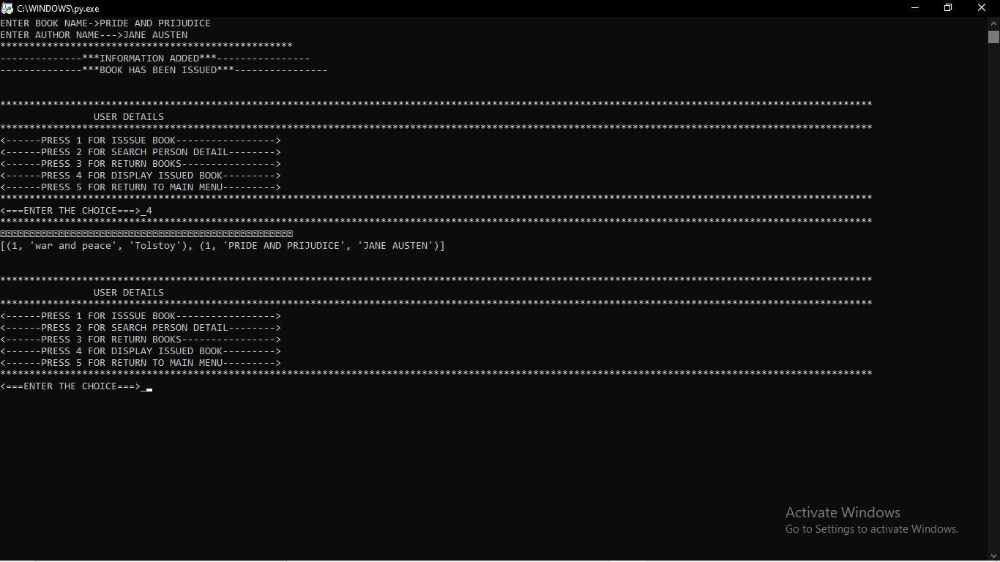 C:\WINDOWS\py.exe
ENTER BOOK NAME->PRIDE AND PRIJUDICE
ENTER AUTHOR NAME--->JANE AUSTEN
**************************************************
--------------***INFORMATION ADDED***----------------
--------------***BOOK HAS BEEN ISSUED***----------------
*****************************************************************************************************************************************************
USER DETAILS
*****************************************************************************************************************************************************
<------PRESS 1 FOR ISSSUE BOOK----------------->
<------PRESS 2 FOR SEARCH PERSON DETAIL-------->
<------PRESS 3 FOR RETURN BOOKS---------------->
<------PRESS 4 FOR DISPLAY ISSUED BOOK--------->
<------PRESS 5 FOR RETURN TO MAIN MENU--------->
*****************************************************************************************************************************************************
<===ENTER THE CHOICE===>_4
*****************************************************************************************************************************************************
[(1, 'war and peace', 'Tolstoy'), (1, 'PRIDE AND PRIJUDICE', 'JANE AUSTEN')]
*****************************************************************************************************************************************************
USER DETAILS
*****************************************************************************************************************************************************
<------PRESS 1 FOR ISSSUE BOOK----------------->
<------PRESS 2 FOR SEARCH PERSON DETAIL-------->
<------PRESS 3 FOR RETURN BOOKS---------------->
<------PRESS 4 FOR DISPLAY ISSUED BOOK--------->
<------PRESS 5 FOR RETURN TO MAIN MENU--------->
*****************************************************************************************************************************************************
<===ENTER THE CHOICE===>_
Activate Windows
Go to Settings to activate Windows.